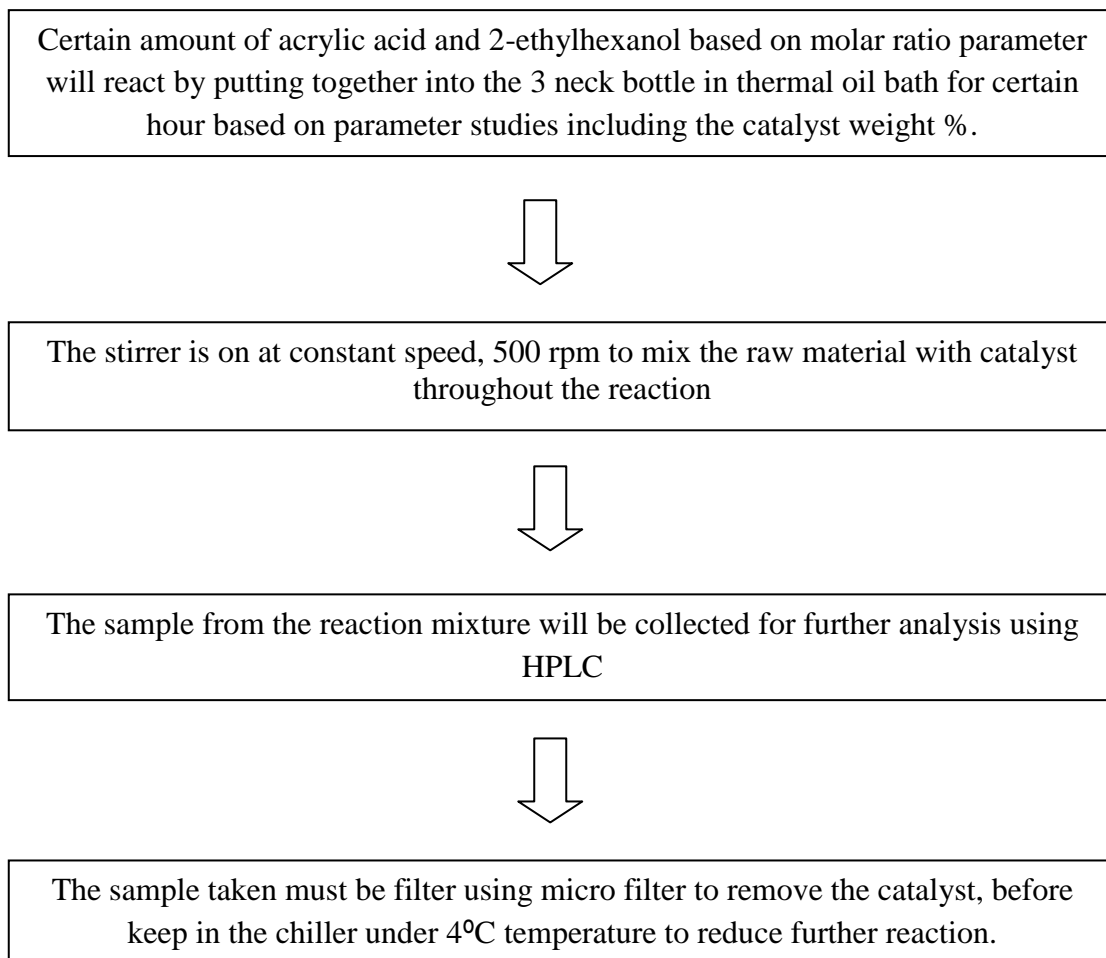 Certain amount of acrylic acid and 2-ethylhexanol based on molar ratio parameter
will react by putting together into the 3 neck bottle in thermal oil bath for certain
hour based on parameter studies including the catalyst weight %.
The stirrer is on at constant speed, 500 rpm to mix the raw material with catalyst
throughout the reaction
The sample from the reaction mixture will be collected for further analysis using
HPLC
The sample taken must be filter using micro filter to remove the catalyst, before
keep in the chiller under 4⁰C temperature to reduce further reaction.